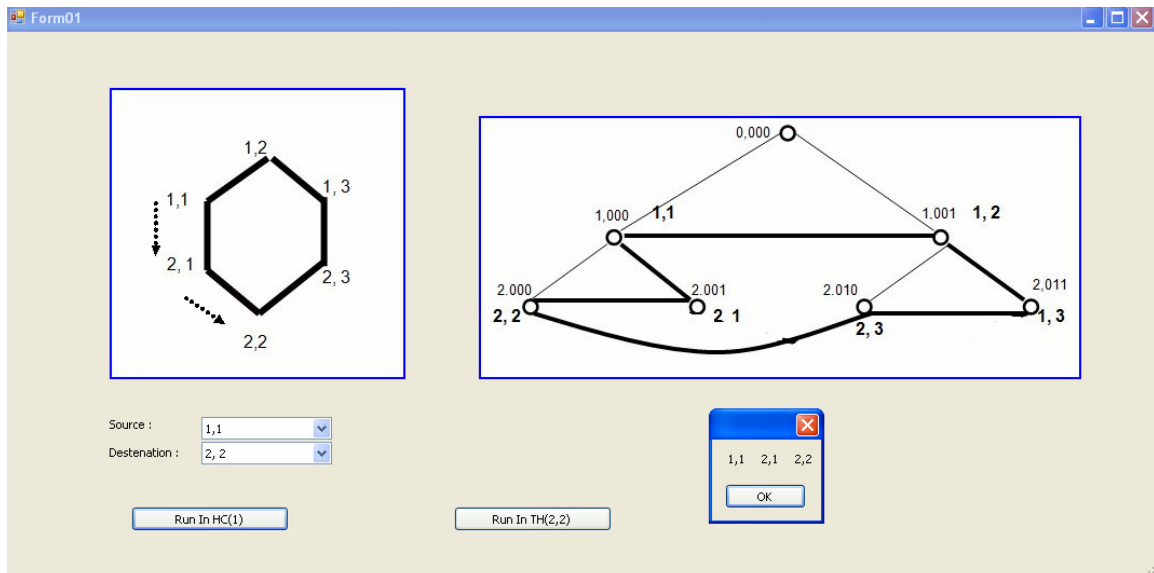 Form01
1,2
1,1
1, 3
2, 1
2, 3
2,2
0,000
1,000 1,1
1.001 1, 2
2.000
2.001
2.010
2,011
2, 2
2 1
2, 3
1, 3
Source :
1,1
Destenation :
2, 2
Run In HC(1)
Run In TH(2,2)
1,1 2,1 2,2
OK